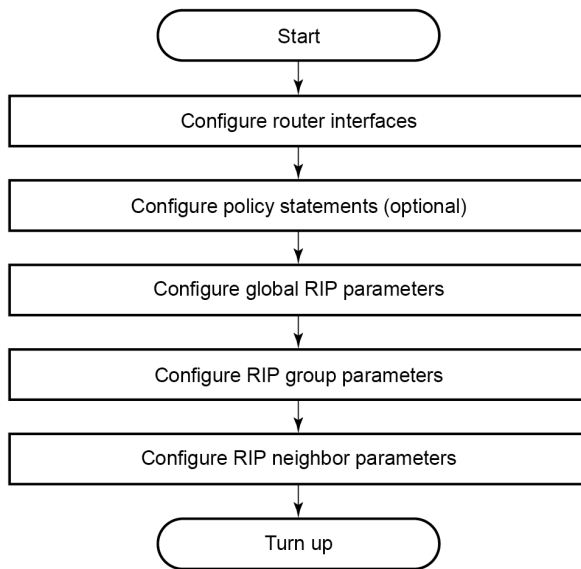 Start
Configure router interfaces
Configure policy statements (optional)
Configure global RIP parameters
Configure RIP group parameters
Configure RIP neighbor parameters
Turn up